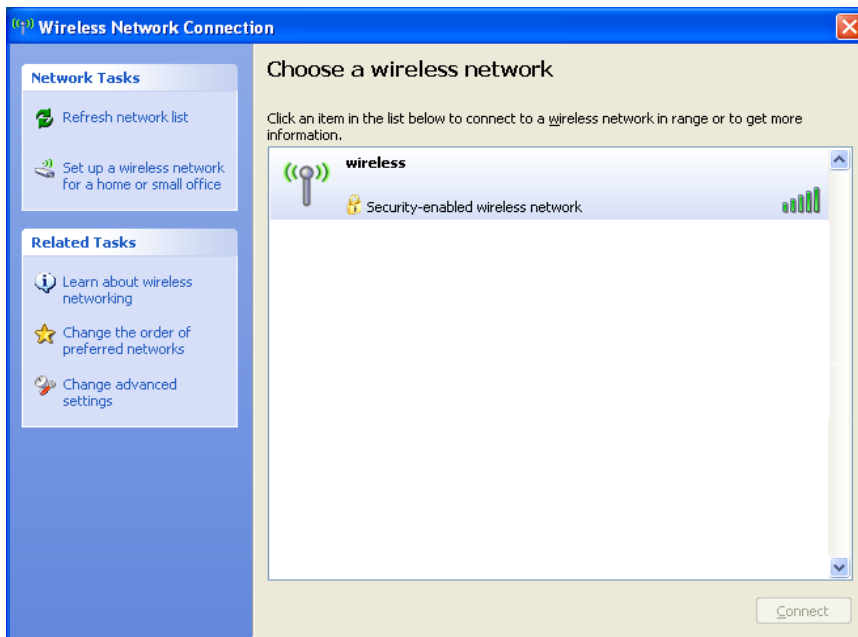 Wireless Network Connection
Network Tasks
Refresh network list
Set up a wireless network
for a home or small office
Related Tasks
Learn about wireless
networking
Change the order of
preferred networks
Change advanced
settings
Choose a wireless network
Click an item in the list below to connect to a wireless network in range or to get more
information.
wireless
Security-enabled wireless network
Connect